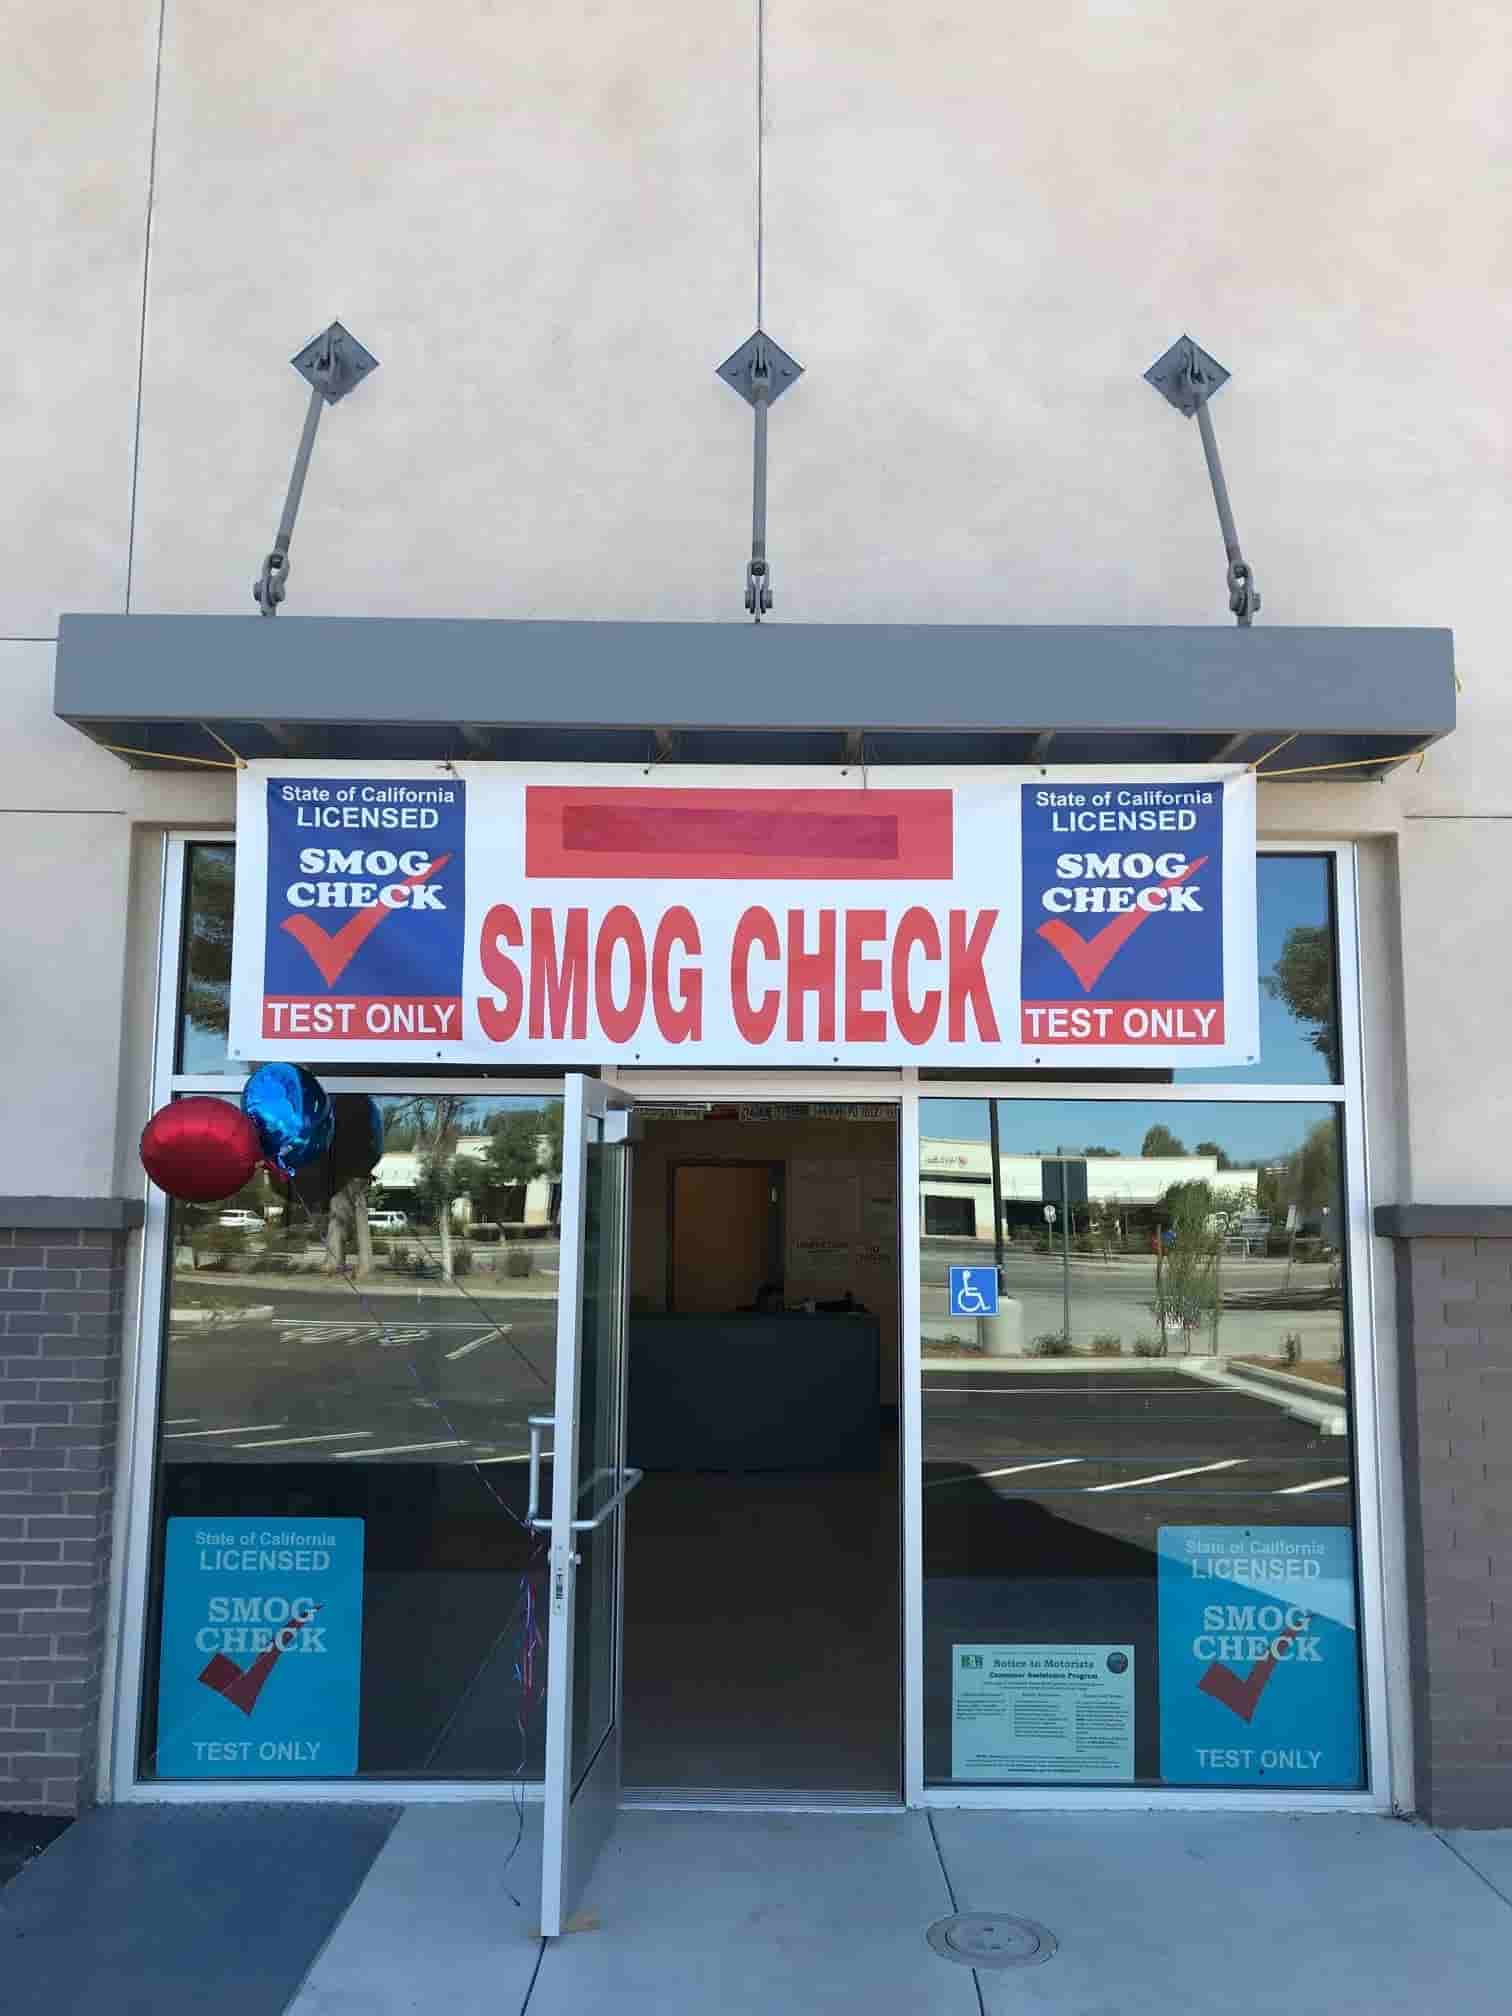 State of California
LICENSED
SMOG
CHECK
TEST ONLY
SMOG CHECK
State of California
LICENSED
SMOG
CHECK
TEST ONLY
State of California
LICENSED
SMOG
CHECK
TEST ONLY
Notice to Motorists
Consumer Assistance Program
State of California
LICENSED
SMOG
CHECK
TEST ONLY